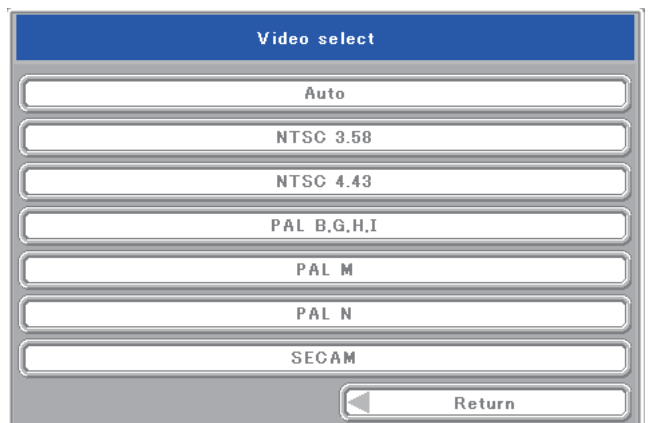 Video select
Auto
NTSC 3.58
NTSC 4.43
PAL B,G,H,I
PAL M
PAL N
SECAM
Return